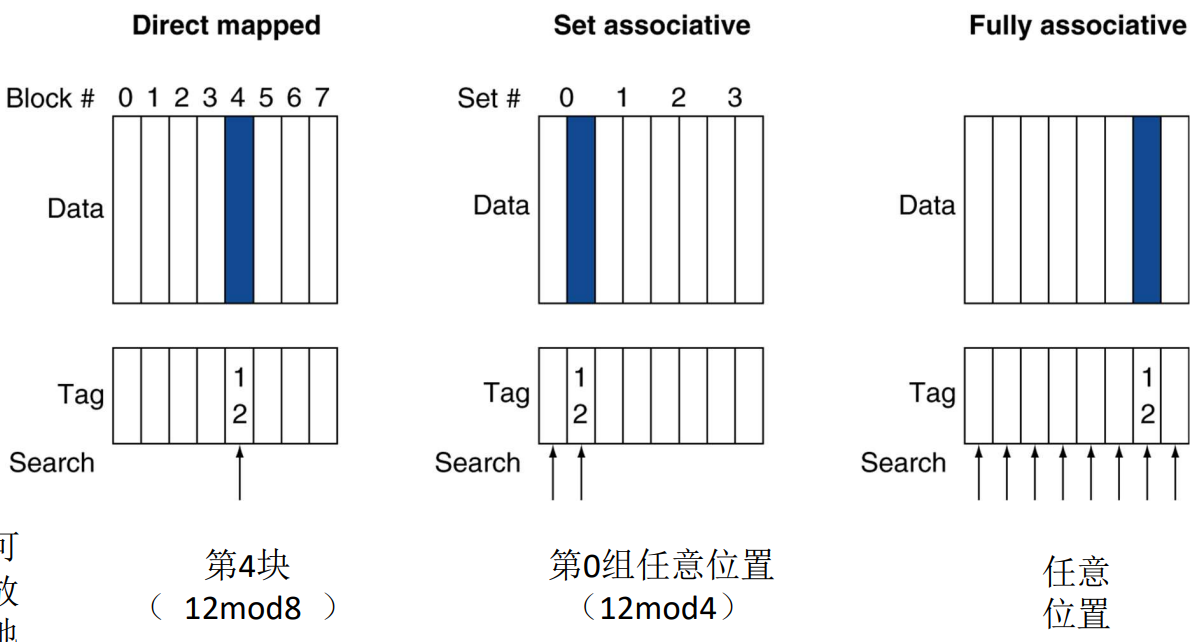 Direct mapped
Set associative
Fully associative
Block # 0 1 2 3 4 5 6 7
Set # 0 1 2 3
Data
Data
Data
Tag
1
2
Tag
1
2
Tag
1
2
Search
Search
Search
可
放
第4块
（ 12mod8 ）
第0组任意位置
（12mod4）
任意
位置